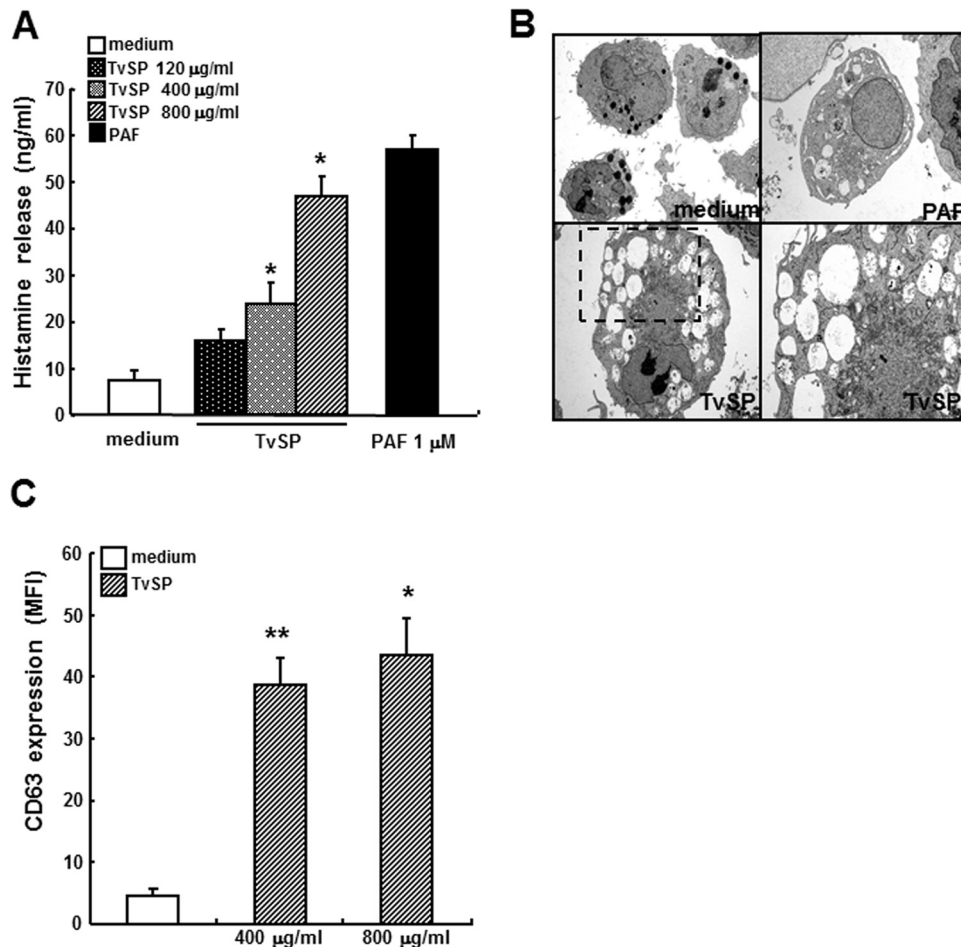 A
medium
TvSP 120 μg/ml
TvSP 400 μg/ml
TvSP 800 μg/ml
PAF
Histamine release (ng/ml)
70
60
50
40
30
20
10
0
*
*
medium
TvSP
PAF 1 μM
B
medium
PAF
TvSP
TvSP
C
medium
TvSP
CD63 expression (MFI)
60
50
40
30
20
10
0
**
*
400 μg/ml
800 μg/ml